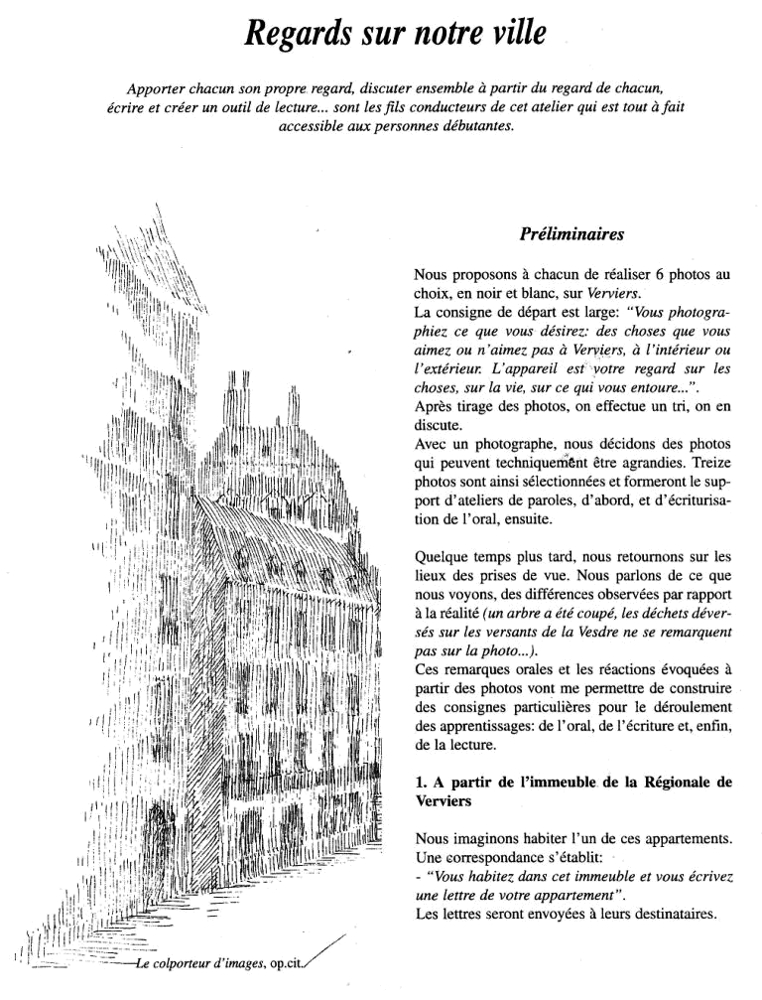 Regards sur notre ville
Apporter chacun son propre regard, discuter ensemble à partir du regard de chacun,
écrire et créer un outil de lecture... sont les fils conducteurs de cet atelier qui est tout à fait
accessible aux personnes débutantes.
Préliminaires
Nous proposons à chacun de réaliser 6 photos au
choix, en noir et blanc, sur Verviers.
La consigne de départ est large: "Vous photogra-
phiez ce que vous désirez: des choses que vous
aimez ou n'aimez pas à Verviers, à l'intérieur ou
l'extérieur. L'appareil est votre regard sur les
choses, sur la vie, sur ce qui vous entoure...".
Après tirage des photos, on effectue un tri, on en
discute.
Avec un photographe, nous décidons des photos
qui peuvent techniquement être agrandies. Treize
photos sont ainsi sélectionnées et formeront le sup-
port d'ateliers de paroles, d'abord, et d'écriturisa-
tion de l'oral, ensuite.
Quelque temps plus tard, nous retournons sur les
lieux des prises de vue. Nous parlons de ce que
nous voyons, des différences observées par rapport
à la réalité (un arbre a été coupé, les déchets déver-
sés sur les versants de la Vesdre ne se remarquent
pas sur la photo...).
Ces remarques orales et les réactions évoquées à
partir des photos vont me permettre de construire
des consignes particulières pour le déroulement
des apprentissages: de l'oral, de l'écriture et, enfin,
de la lecture.
1. A partir de l'immeuble de la Régionale de
Verviers
Nous imaginons habiter l'un de ces appartements.
Une correspondance s'établit:
- "Vous habitez dans cet immeuble et vous écrivez
une lettre de votre appartement".
Les lettres seront envoyées à leurs destinataires.
Le colporteur d'images, op.cit.